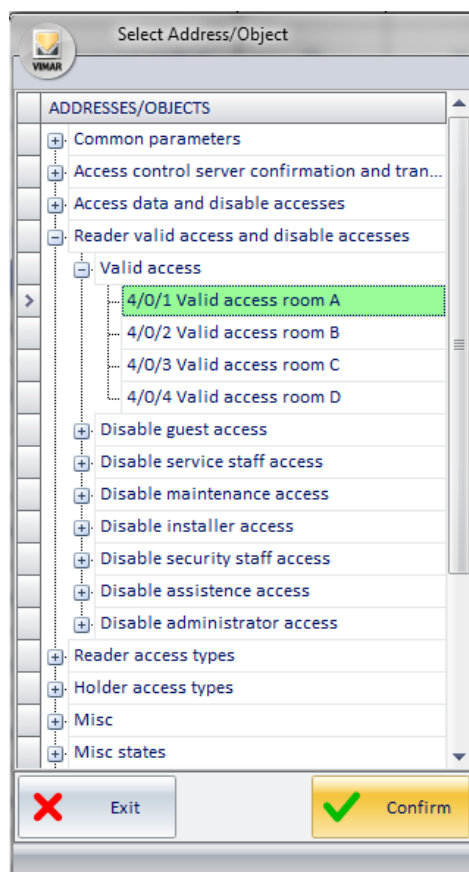 Select Address/Object
VIMAR
ADDRESSES/OBJECTS
Common parameters
Access control server confirmation and tran...
Access data and disable accesses
Reader valid access and disable accesses
Valid access
4/0/1 Valid access room A
4/0/2 Valid access room B
4/0/3 Valid access room C
4/0/4 Valid access room D
Disable guest access
Disable service staff access
Disable maintenance access
Disable installer access
Disable security staff access
Disable assistence access
Disable administrator access
Reader access types
Holder access types
Misc
Misc states
Exit
Confirm